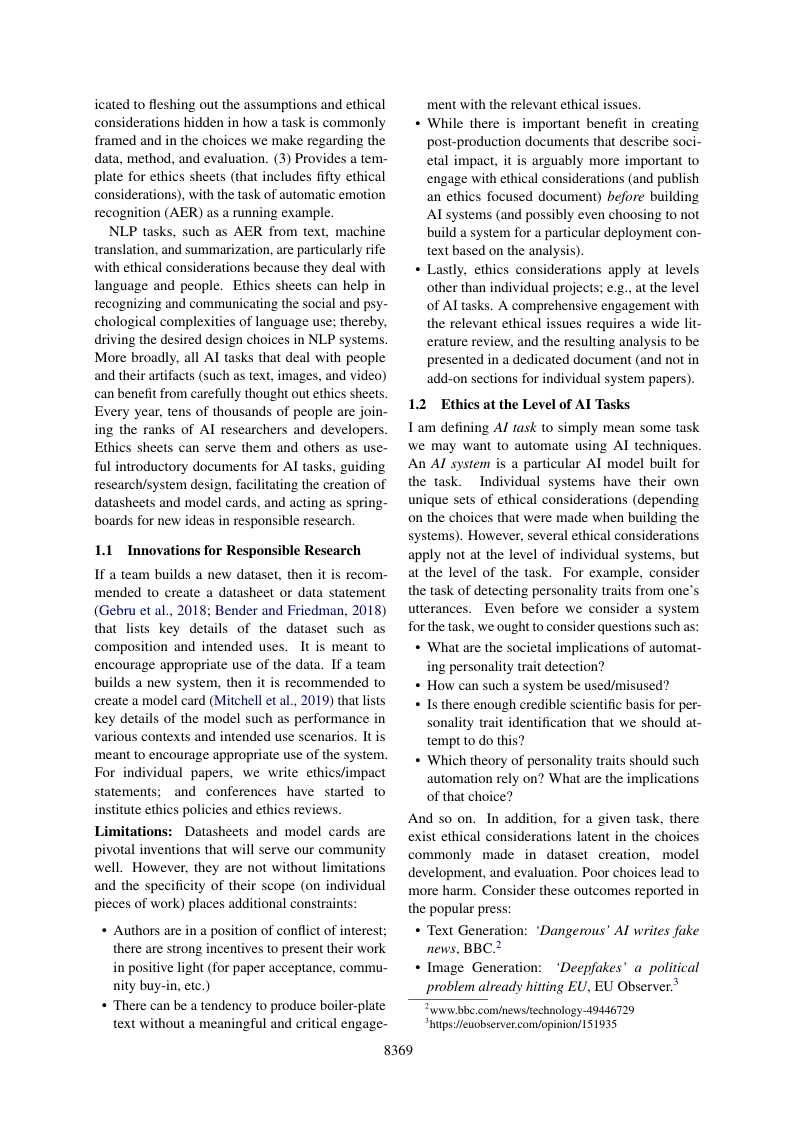 icated to fleshing out the assumptions and ethical
considerations hidden in how a task is commonly
framed and in the choices we make regarding the
data, method, and evaluation. (3) Provides a tem-
plate for ethics sheets (that includes fifty ethical
considerations), with the task of automatic emotion
recognition (AER) as a running example.
NLP tasks, such as AER from text, machine
translation, and summarization, are particularly rife
with ethical considerations because they deal with
language and people. Ethics sheets can help in
recognizing and communicating the social and psy-
chological complexities of language use; thereby,
driving the desired design choices in NLP systems.
More broadly, all AI tasks that deal with people
and their artifacts (such as text, images, and video)
can benefit from carefully thought out ethics sheets.
Every year, tens of thousands of people are join-
ing the ranks of AI researchers and developers.
Ethics sheets can serve them and others as use-
ful introductory documents for AI tasks, guiding
research/system design, facilitating the creation of
datasheets and model cards, and acting as spring-
boards for new ideas in responsible research.
1.1 Innovations for Responsible Research
If a team builds a new dataset, then it is recom-
mended to create a datasheet or data statement
(Gebru et al., 2018; Bender and Friedman, 2018)
that lists key details of the dataset such as
composition and intended uses. It is meant to
encourage appropriate use of the data. If a team
builds a new system, then it is recommended to
create a model card (Mitchell et al., 2019) that lists
key details of the model such as performance in
various contexts and intended use scenarios. It is
meant to encourage appropriate use of the system.
For individual papers, we write ethics/impact
statements; and conferences have started to
institute ethics policies and ethics reviews.
Limitations: Datasheets and model cards are
pivotal inventions that will serve our community
well. However, they are not without limitations
and the specificity of their scope (on individual
pieces of work) places additional constraints:
• Authors are in a position of conflict of interest;
there are strong incentives to present their work
in positive light (for paper acceptance, commu-
nity buy-in, etc.)
• There can be a tendency to produce boiler-plate
text without a meaningful and critical engage-
ment with the relevant ethical issues.
• While there is important benefit in creating
post-production documents that describe soci-
etal impact, it is arguably more important to
engage with ethical considerations (and publish
an ethics focused document) before building
AI systems (and possibly even choosing to not
build a system for a particular deployment con-
text based on the analysis).
• Lastly, ethics considerations apply at levels
other than individual projects; e.g., at the level
of AI tasks. A comprehensive engagement with
the relevant ethical issues requires a wide lit-
erature review, and the resulting analysis to be
presented in a dedicated document (and not in
add-on sections for individual system papers).
1.2 Ethics at the Level of AI Tasks
I am defining AI task to simply mean some task
we may want to automate using AI techniques.
An AI system is a particular AI model built for
the task. Individual systems have their own
unique sets of ethical considerations (depending
on the choices that were made when building the
systems). However, several ethical considerations
apply not at the level of individual systems, but
at the level of the task. For example, consider
the task of detecting personality traits from one's
utterances. Even before we consider a system
for the task, we ought to consider questions such as:
• What are the societal implications of automat-
ing personality trait detection?
• How can such a system be used/misused?
• Is there enough credible scientific basis for per-
sonality trait identification that we should at-
tempt to do this?
• Which theory of personality traits should such
automation rely on? What are the implications
of that choice?
And so on. In addition, for a given task, there
exist ethical considerations latent in the choices
commonly made in dataset creation, model
development, and evaluation. Poor choices lead to
more harm. Consider these outcomes reported in
the popular press:
• Text Generation: ‘Dangerous’ AI writes fake
news, BBC.2
• Image Generation: ‘Deepfakes’ a political
problem already hitting EU, EU Observer.3
2www.bbc.com/news/technology-49446729
3https://euobserver.com/opinion/151935
8369